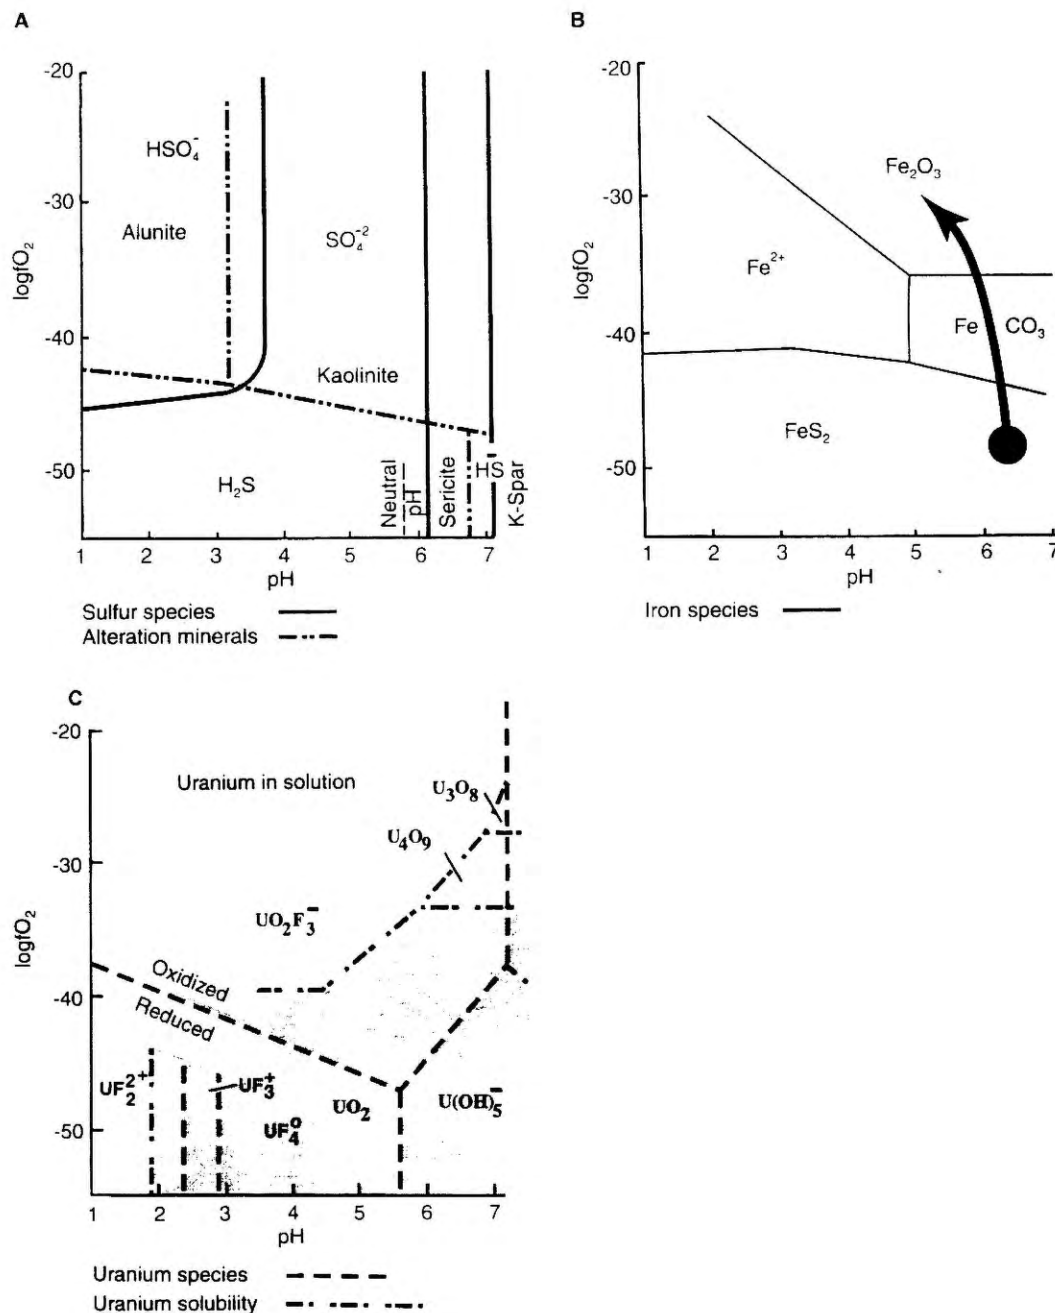 A
-20
-30
-40
-50
logfO2
HSO4-
Alunite
SO4-2
Kaolinite
H2S
Neutral
pH
Sericite
HS
K-Spar
1 2 3 4 5 6 7
pH
Sulfur species
Alteration minerals
B
-20
-30
-40
-50
logfO2
Fe2O3
Fe2+
Fe CO3
FeS2
1 2 3 4 5 6 7
pH
Iron species
C
-20
-30
-40
-50
logfO2
Uranium in solution
U3O8
U4O9
UO2F3-
Oxidized
Reduced
UF2 2+
UF3+
UF4o
UO2
U(OH)5-
1 2 3 4 5 6 7
pH
Uranium species
Uranium solubility